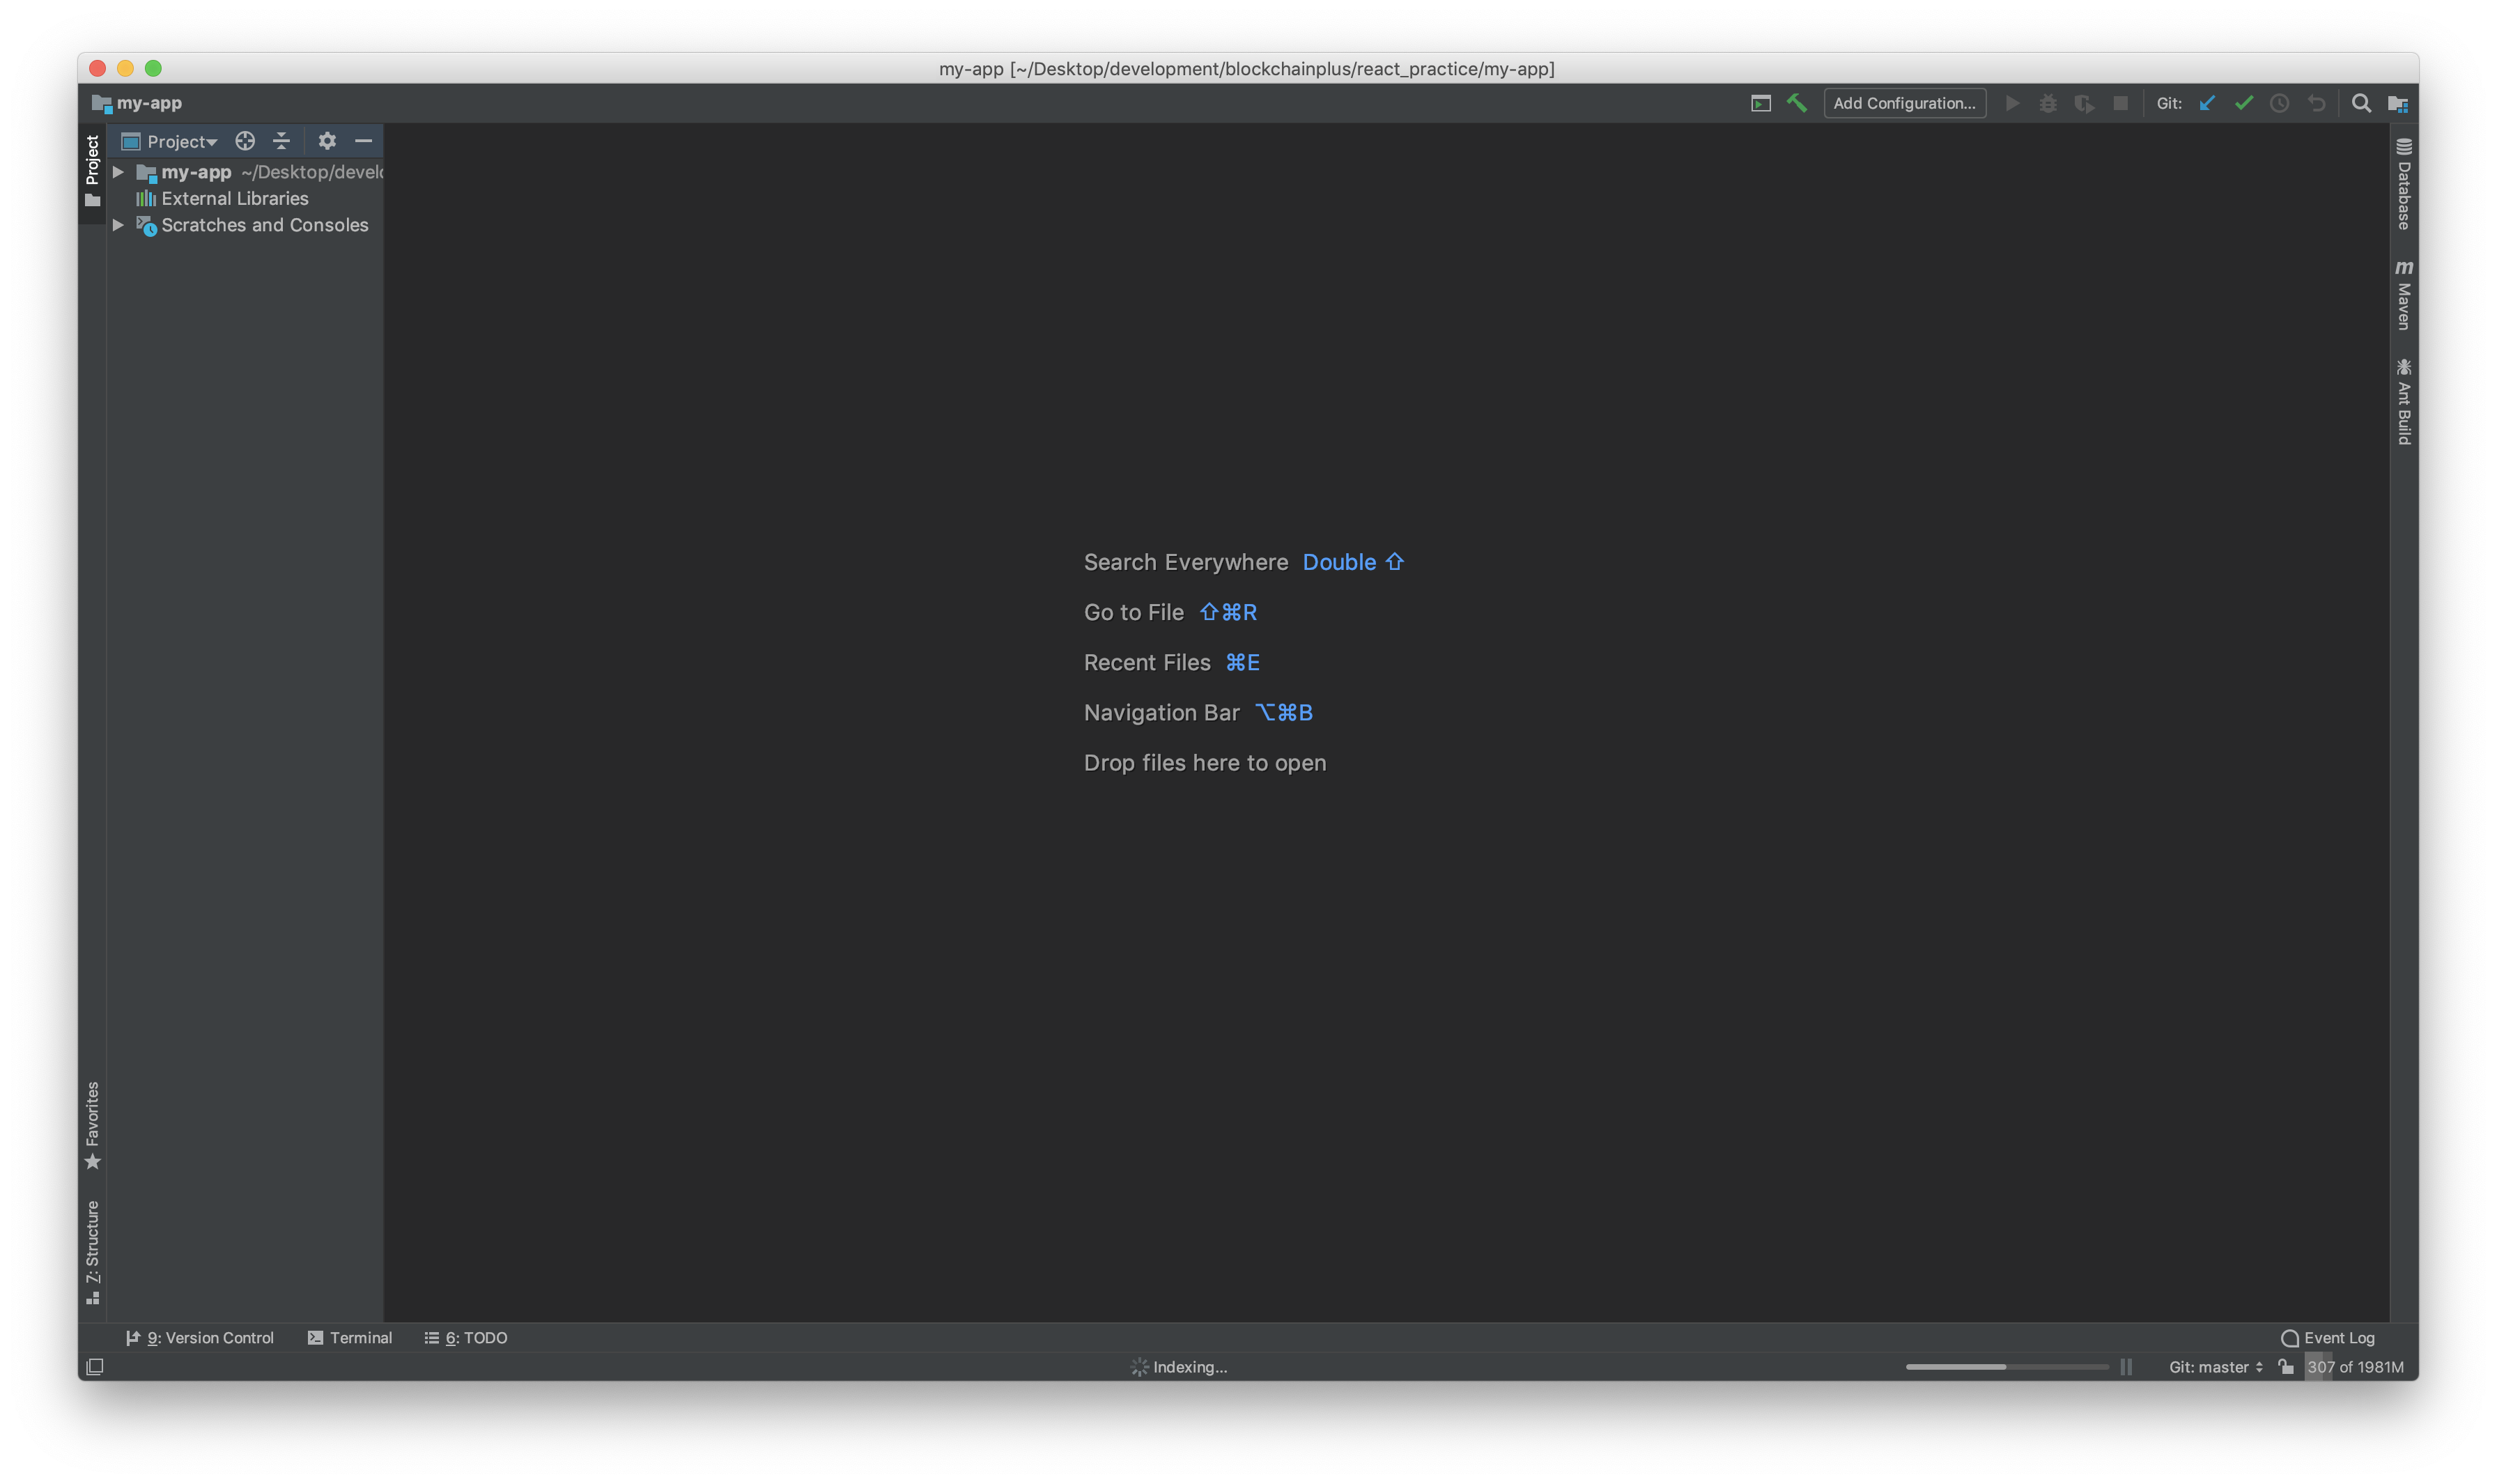 my-app [~/Desktop/development/blockchainplus/react_practice/my-app]
my-app
Add Configuration...
Git:
Project
Project
my-app ~/Desktop/develo
External Libraries
Scratches and Consoles
Database
m Maven
Ant Build
Search Everywhere Double ⇧
Go to File ⇧⌘R
Recent Files ⌘E
Navigation Bar ⌥⌘B
Drop files here to open
Favorites
Z: Structure
9: Version Control
Terminal
6: TODO
Event Log
Indexing...
Git: master
307 of 1981M